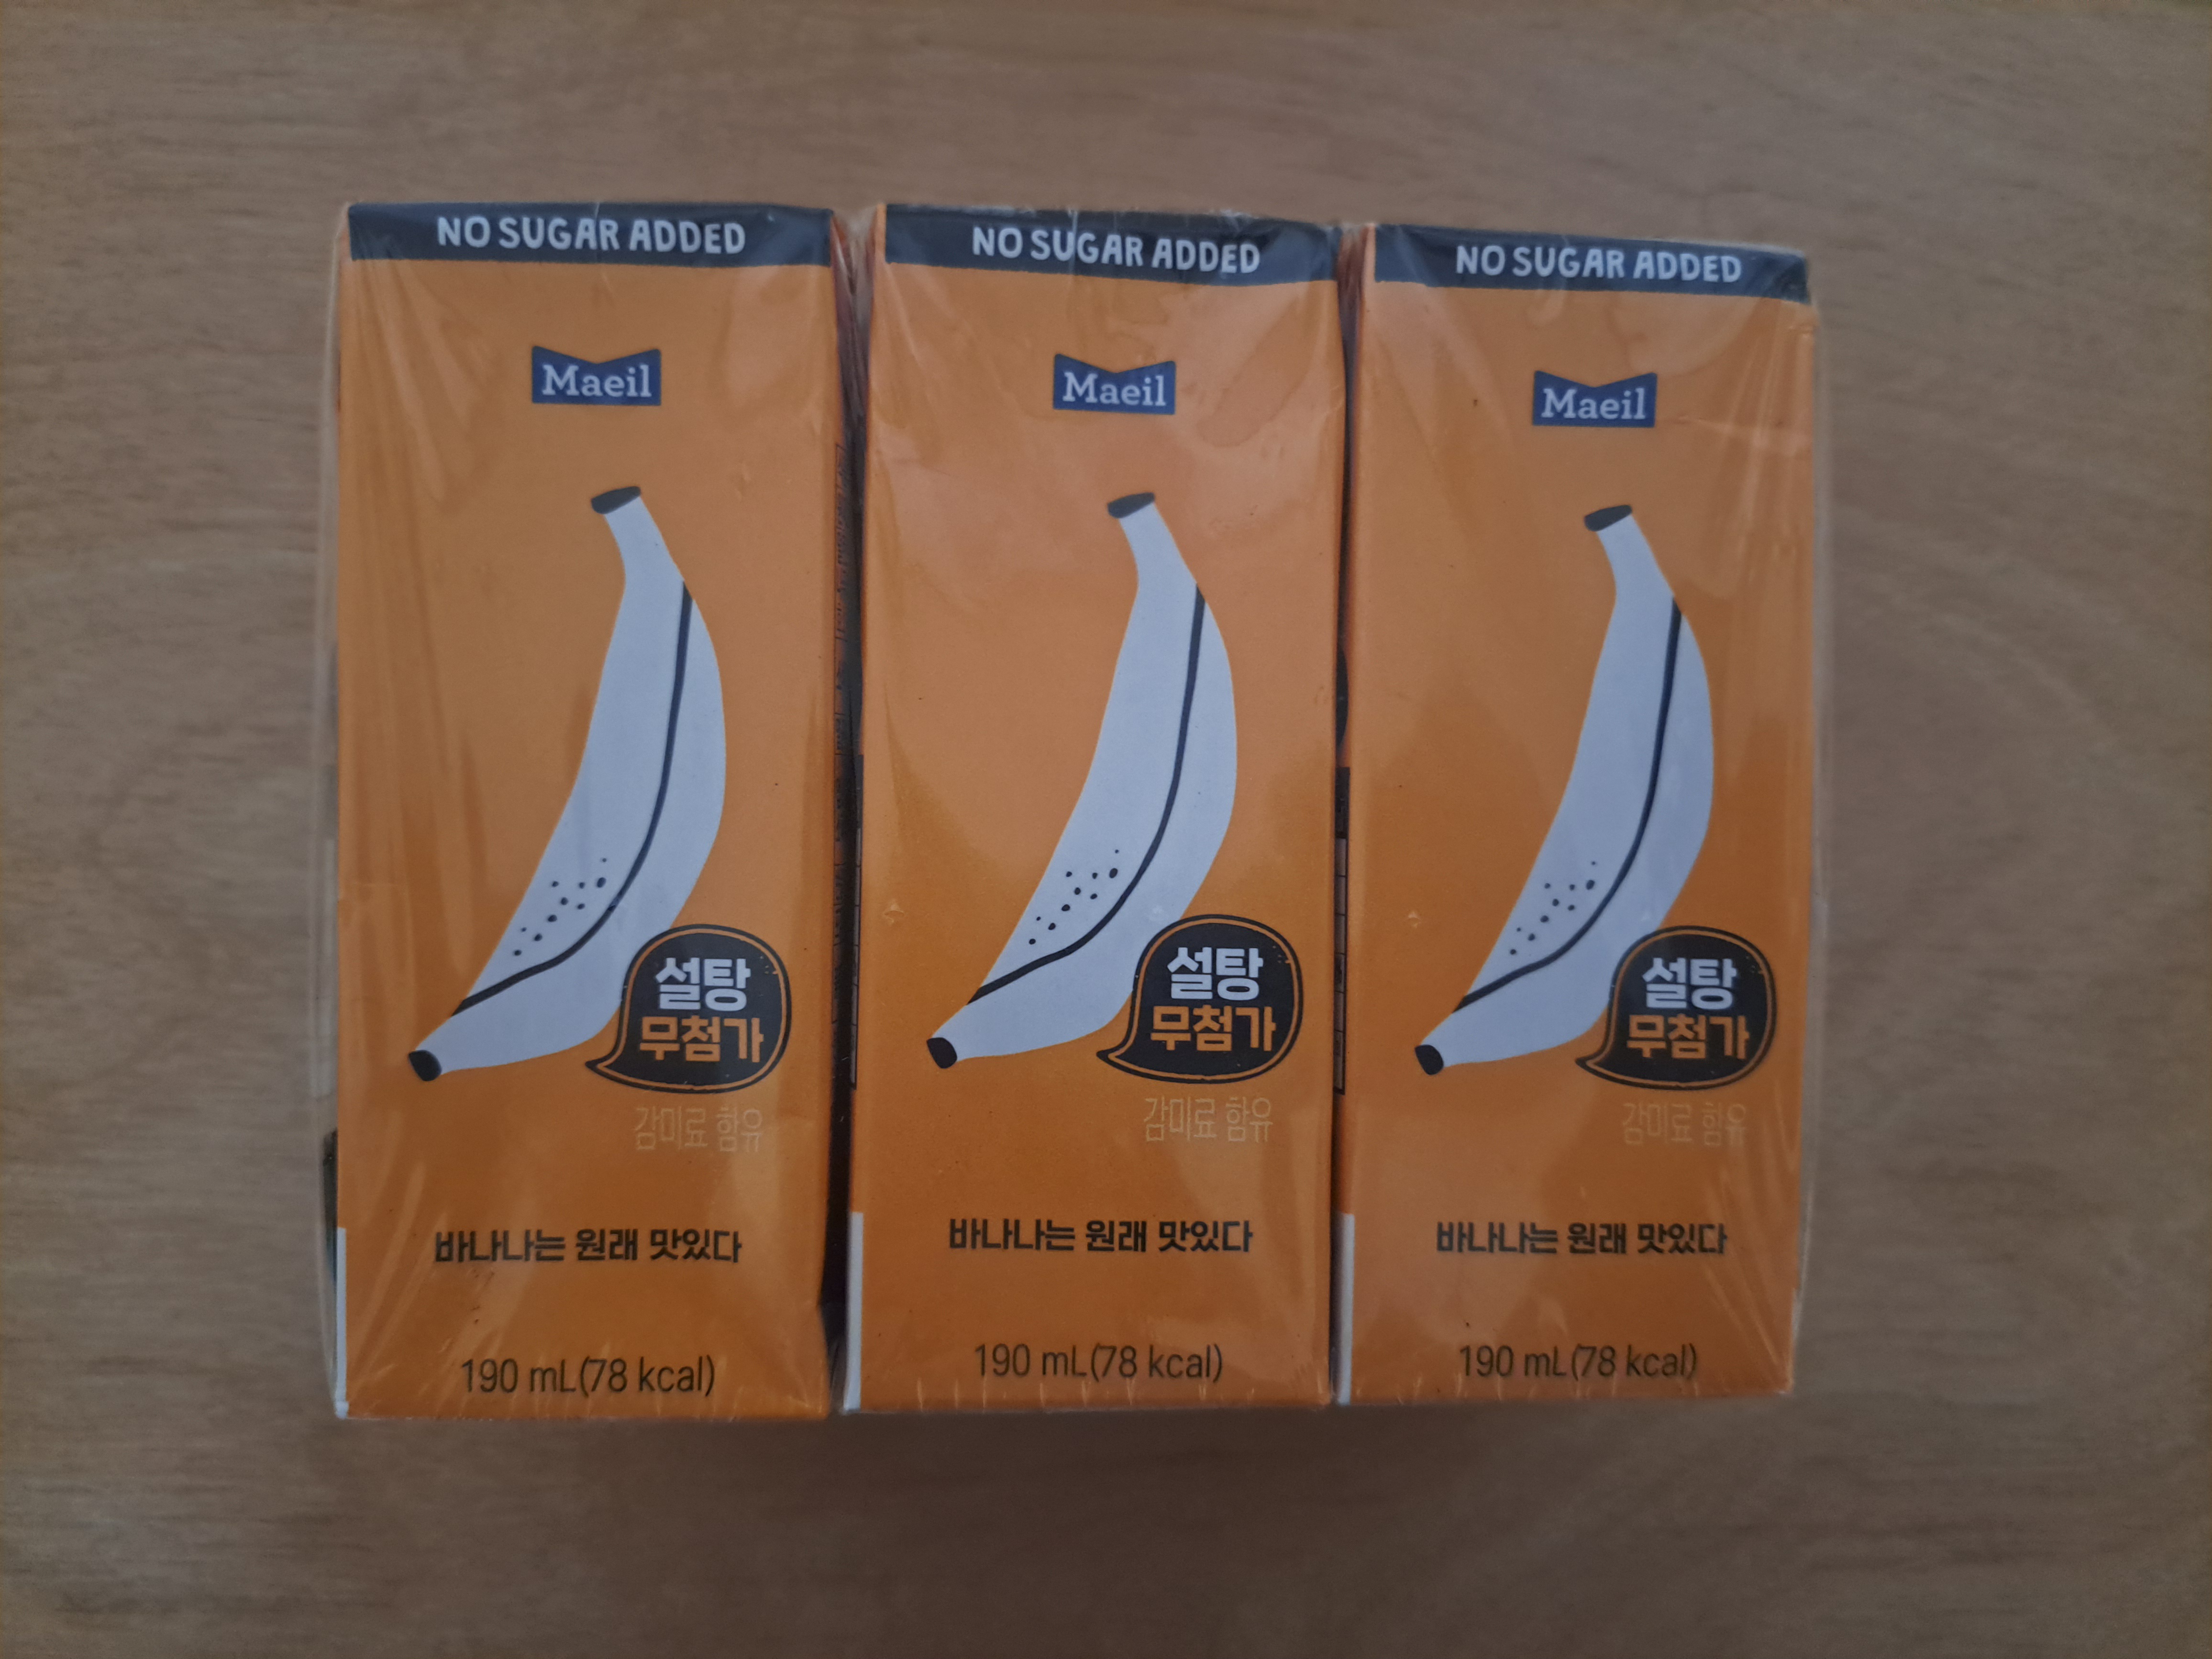 NO SUGAR ADDED
Maeil
설탕
무첨가
감미료 함유
바나나는 원래 맛있다
190 mL(78 kcal)
NO SUGAR ADDED
Maeil
설탕
무첨가
감미료 함유
바나나는 원래 맛있다
190 mL(78 kcal)
NO SUGAR ADDED
Maeil
설탕
무첨가
감미료 함유
바나나는 원래 맛있다
190 mL(78 kcal)